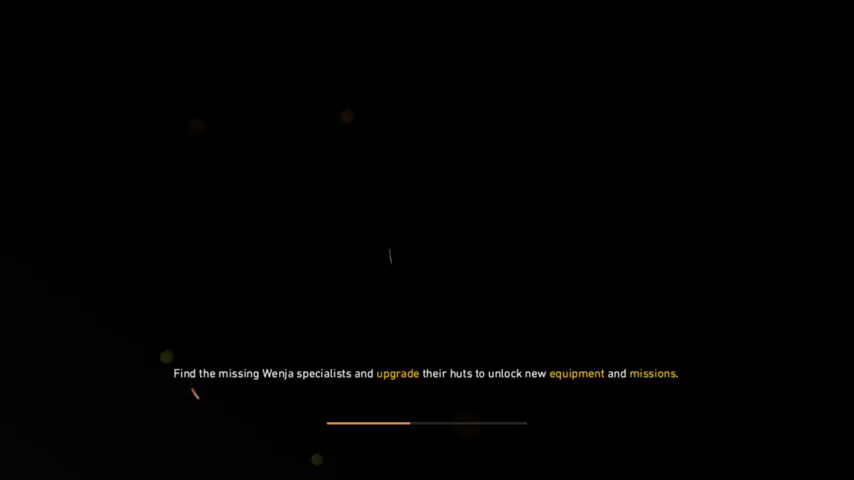 Find the missing Wenja specialists and upgrade their huts to unlock new equipment and missions.